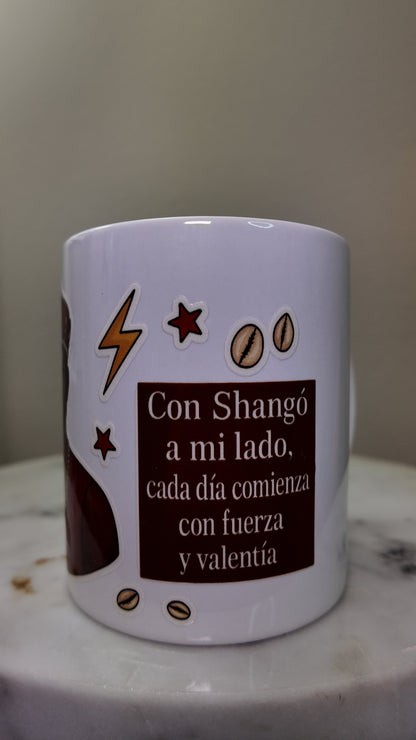 Con Shangó
a mi lado,
cada día comienza
con fuerza
y valentía